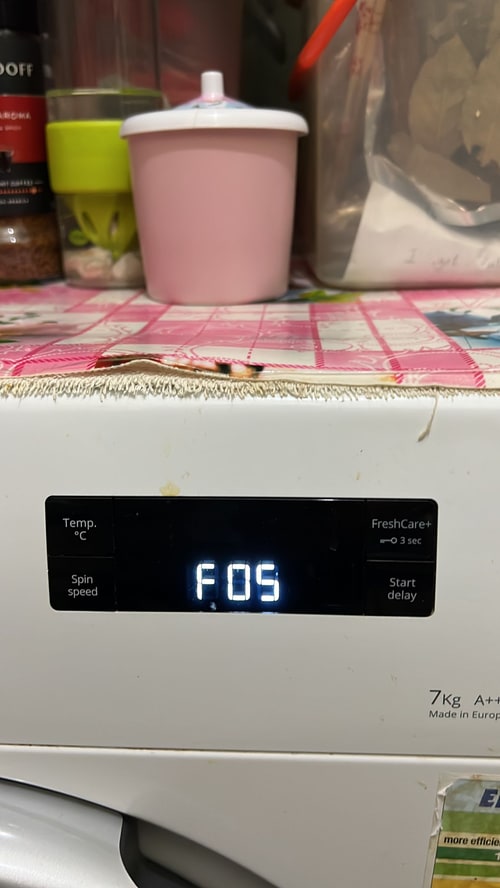 OFF
AROMA
Temp.
°C
FreshCare+
3 sec
F05
Spin
speed
Start
delay
7Kg A++
Made in Europ
E
more efficie